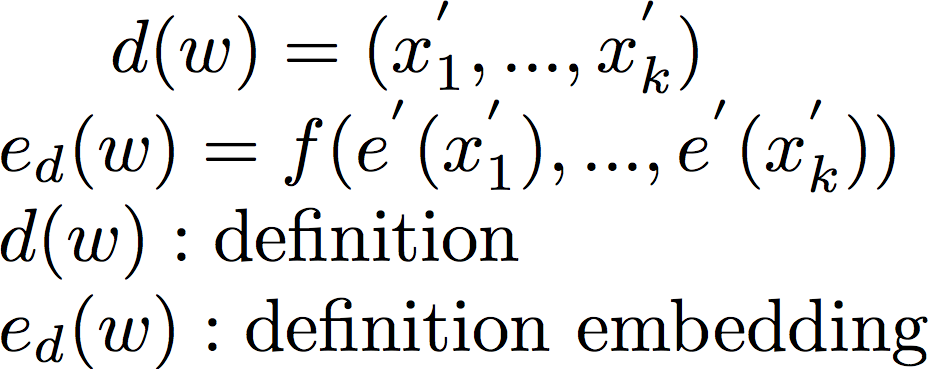 d(w) = (x'_1, ..., x'_k)
e_d(w) = f(e'(x'_1), ..., e'(x'_k))
d(w) : definition
e_d(w) : definition embedding